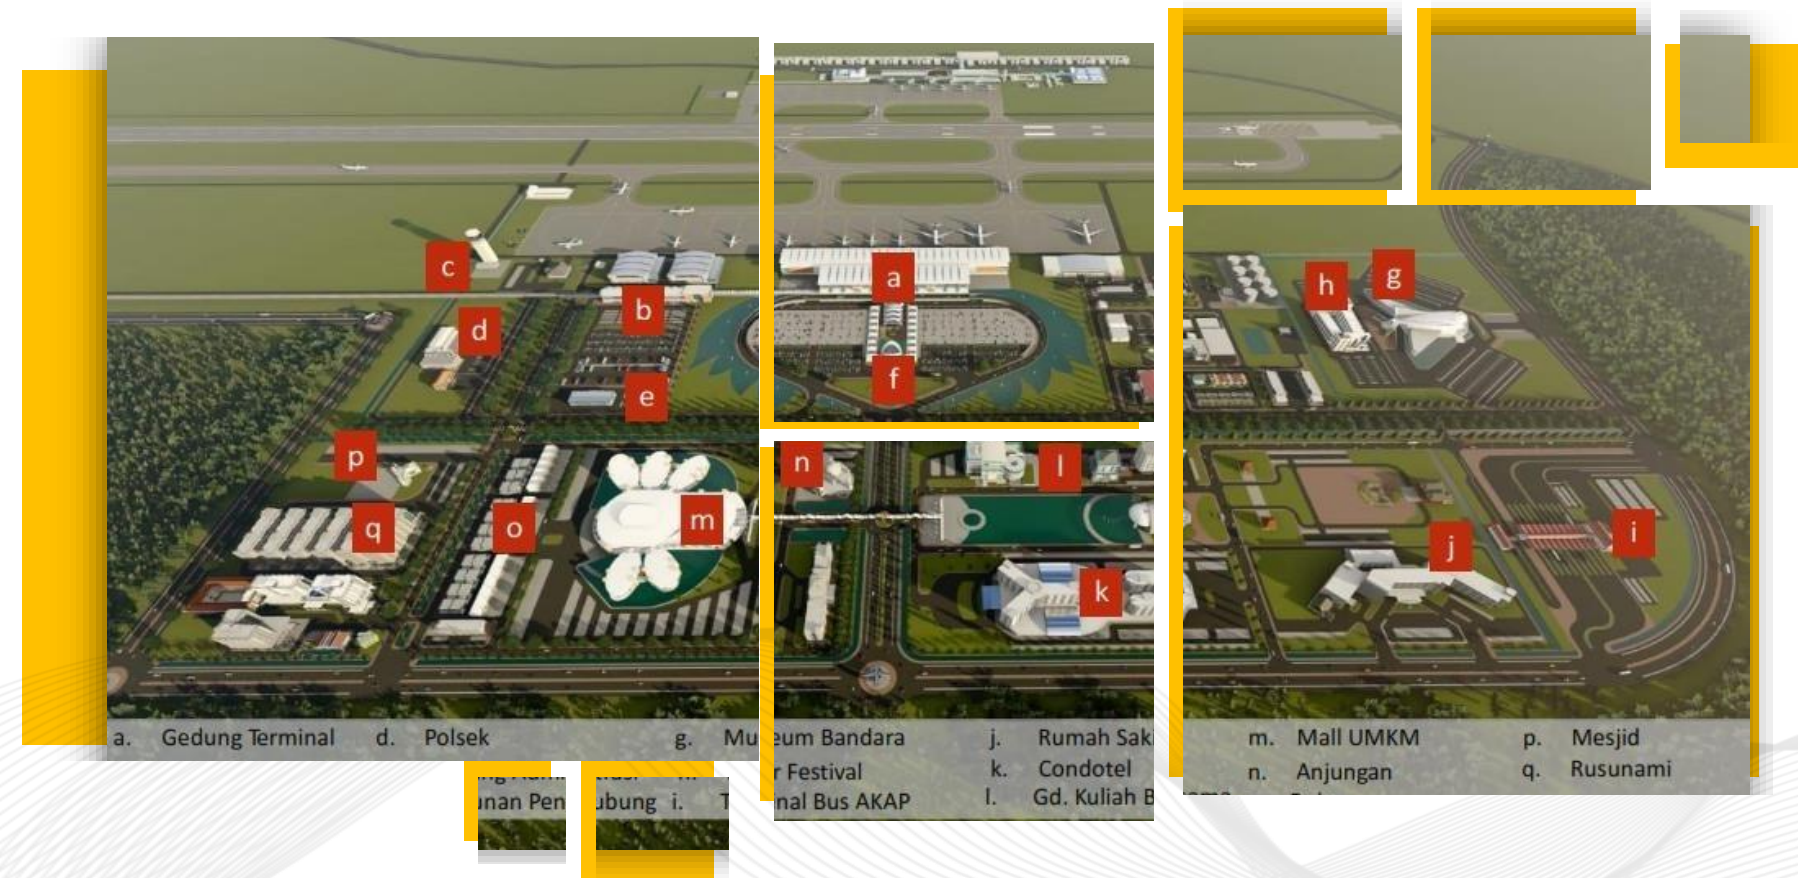 c
a
h
g
b
d
f
e
p
n
l
m
o
q
i
j
k
a. Gedung Terminal d. Polsek g. Mu eum Bandara j. Rumah Sak m. Mall UMKM p. Mesjid
r Festival k. Condotel n. Anjungan q. Rusunami
unan Pen ubung i. T nal Bus AKAP l. Gd. Kuliah B